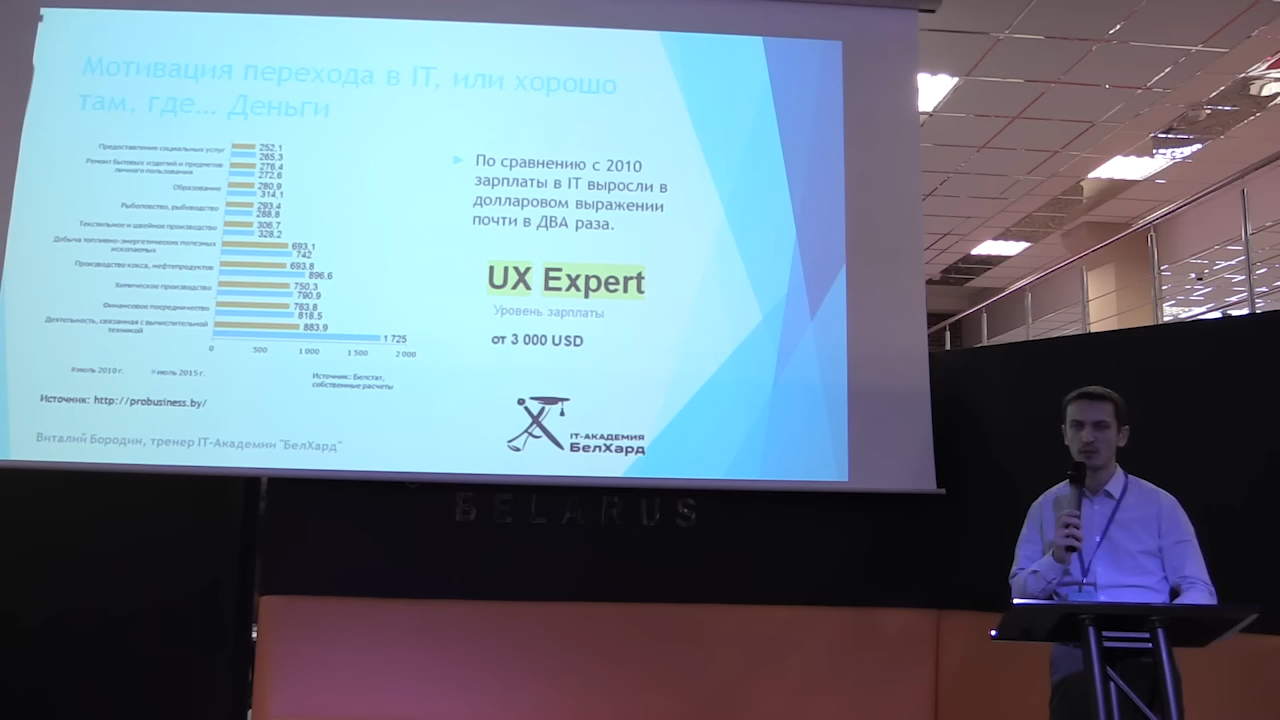 Мотивация перехода в IT, или хорошо
там, где... Деньги
Предоставление социальных услуг
252,1
265,3
Ремонт бытовых изделий и предметов
личного пользования
276,4
272,6
Образование
280,9
314,1
Рыболовство, рыбоводство
293,4
288,8
Текстильное и швейное производство
306,7
328,2
Добыча топливно-энергетических полезных
ископаемых
693,1
742
Производство кокса, нефтепродуктов
693,8
896,6
Химическое производство
750,3
790,9
Финансовое посредничество
763,8
818,5
Деятельность, связанная с вычислительной
техникой
883,9
1 725
0 500 1 000 1 500 2 000
июль 2010 г. июль 2015 г.
Источник: Белстат,
собственные расчеты
Источник: http://probusiness.by/
Виталий Бородин, тренер IT-Академии "БелХард"
По сравнению с 2010
зарплаты в IT выросли в
долларовом выражении
почти в ДВА раза.
UX Expert
Уровень зарплаты
от 3 000 USD
IT-АКАДЕМИЯ
БелХард
BELARUS